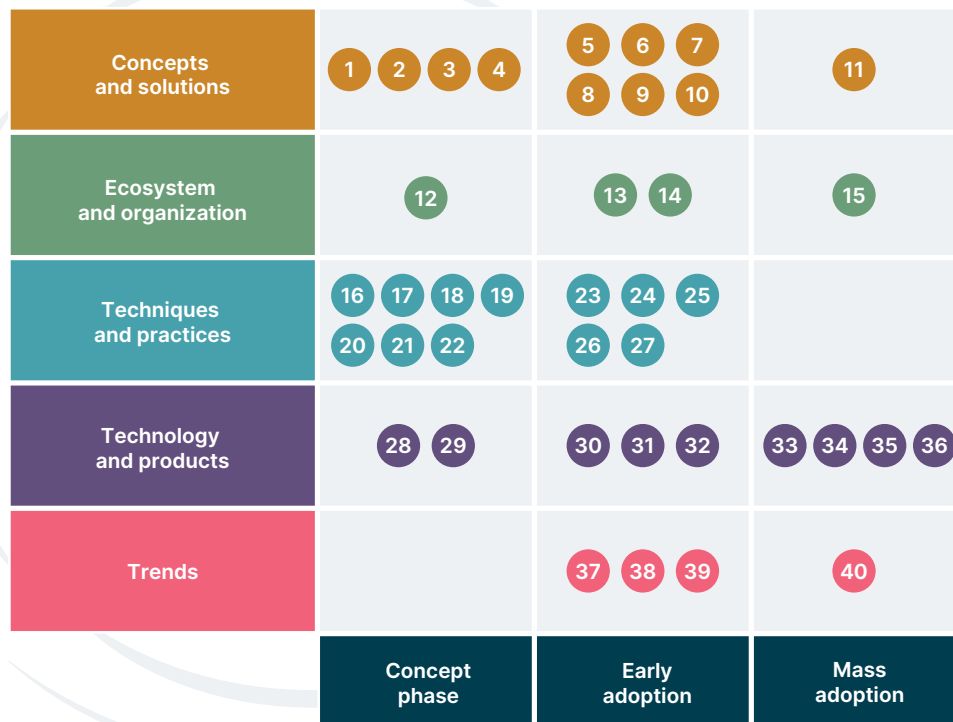 Concepts
and solutions
1 2 3 4
5 6 7
8 9 10
11
Ecosystem
and organization
12
13 14
15
Techniques
and practices
16 17 18 19
20 21 22
23 24 25
26 27
Technology
and products
28 29
30 31 32
33 34 35 36
Trends
37 38 39
40
Concept
phase
Early
adoption
Mass
adoption